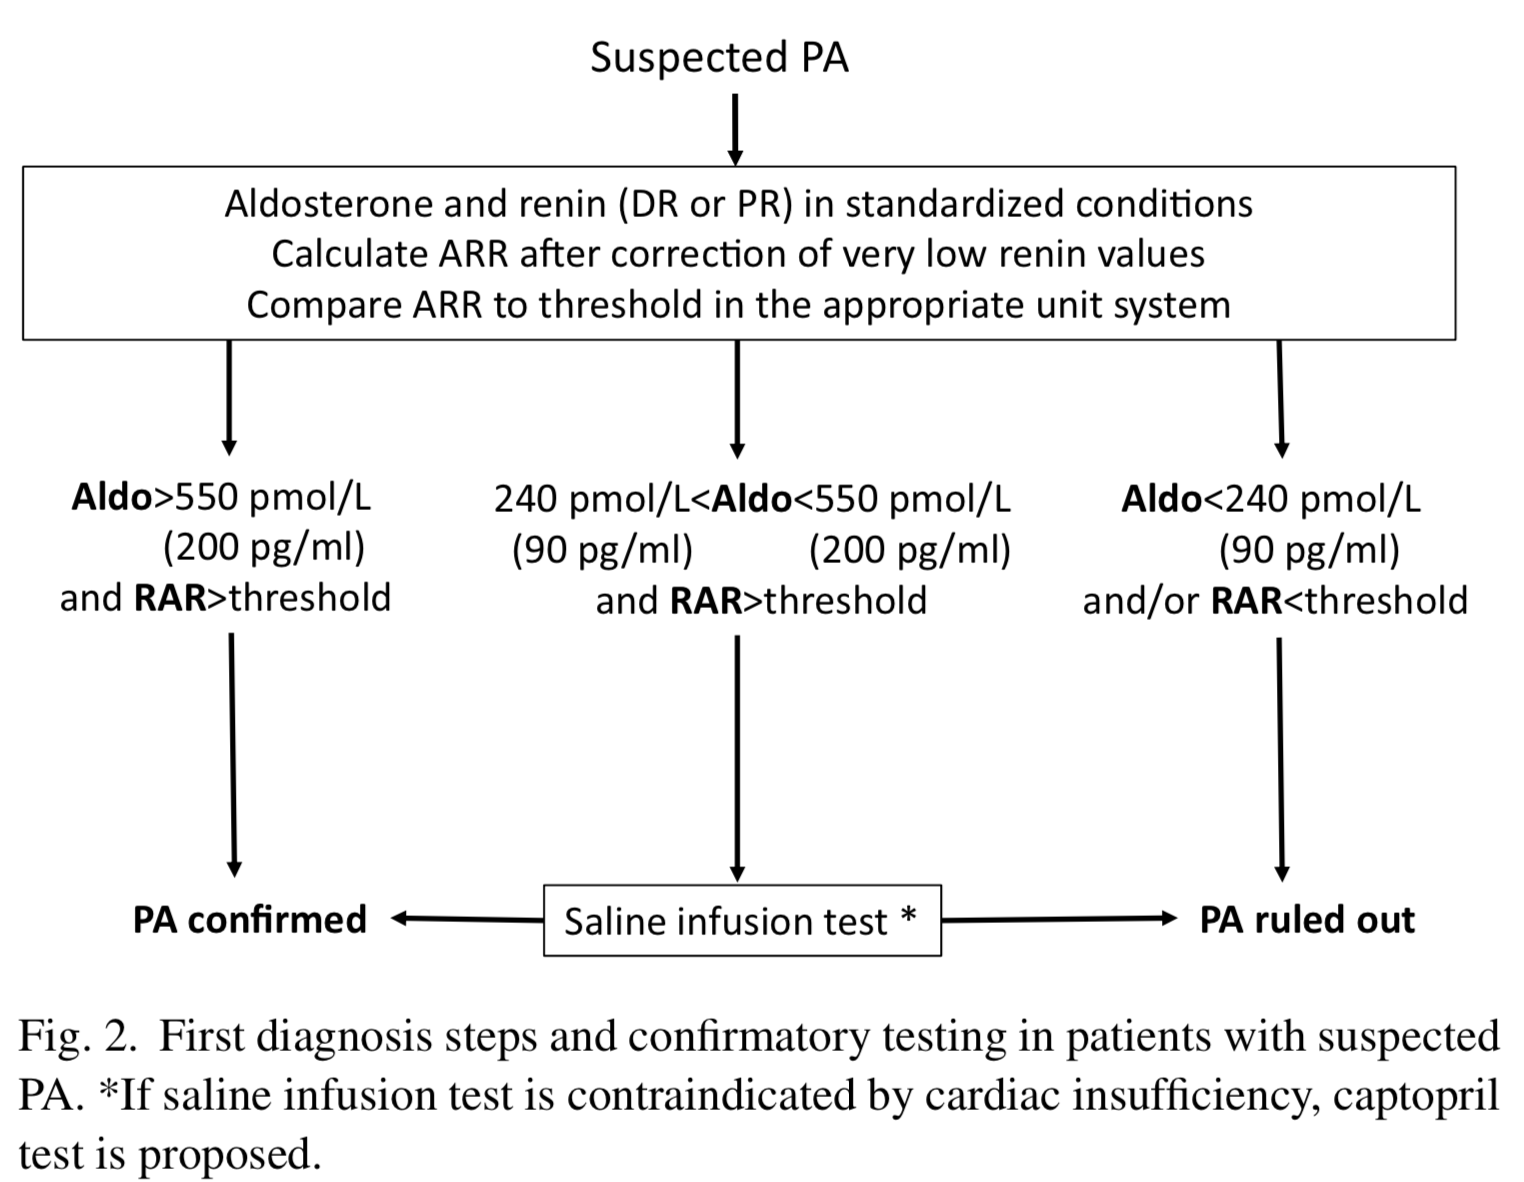 Suspected PA
Aldosterone and renin (DR or PR) in standardized conditions
Calculate ARR after correction of very low renin values
Compare ARR to threshold in the appropriate unit system
Aldo>550 pmol/L
(200 pg/ml)
and RAR>threshold
240 pmol/L<Aldo<550 pmol/L
(90 pg/ml) (200 pg/ml)
and RAR>threshold
Aldo<240 pmol/L
(90 pg/ml)
and/or RAR<threshold
PA confirmed
Saline infusion test *
PA ruled out
Fig. 2. First diagnosis steps and confirmatory testing in patients with suspected
PA. *If saline infusion test is contraindicated by cardiac insufficiency, captopril
test is proposed.